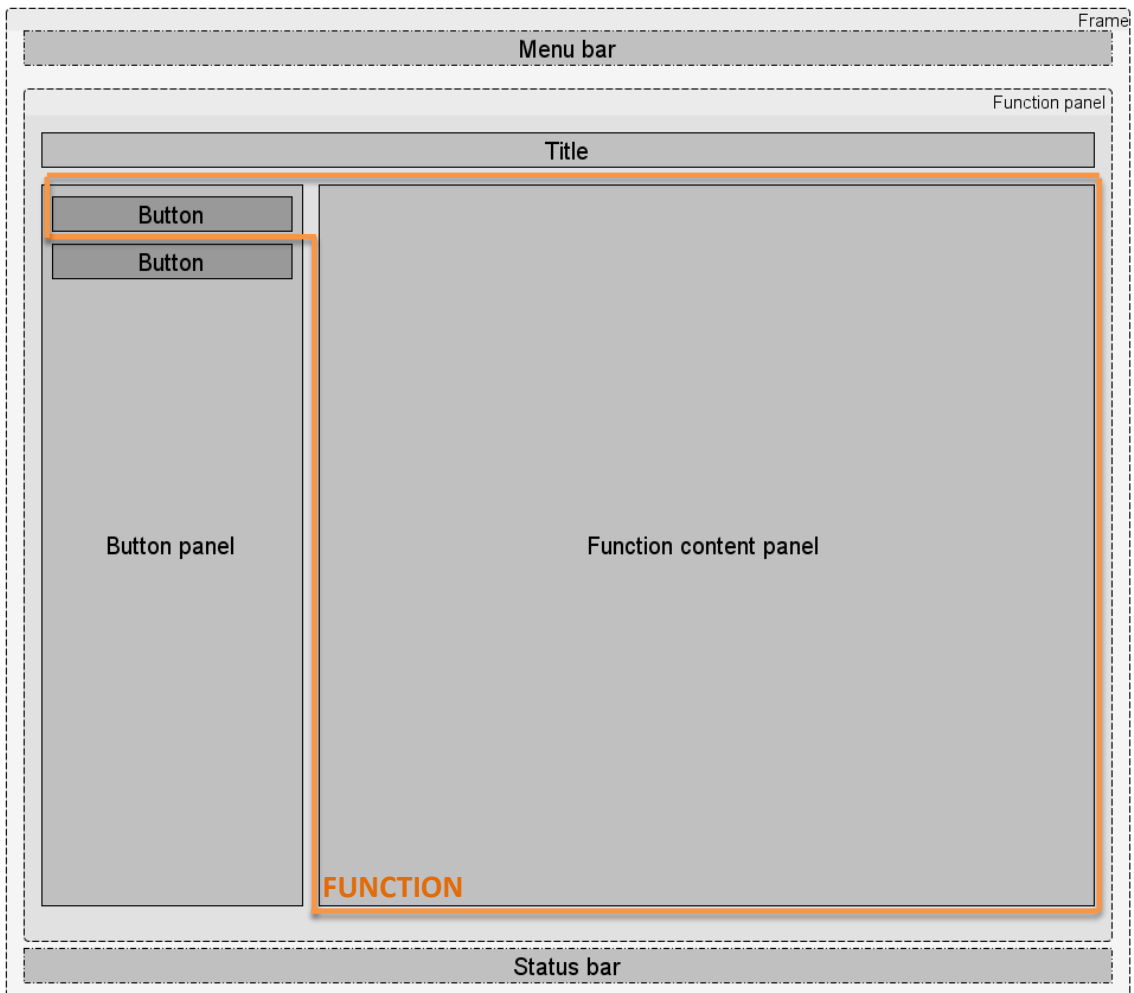 Frame
Menu bar
Function panel
Title
Button
Button
Button panel
Function content panel
FUNCTION
Status bar